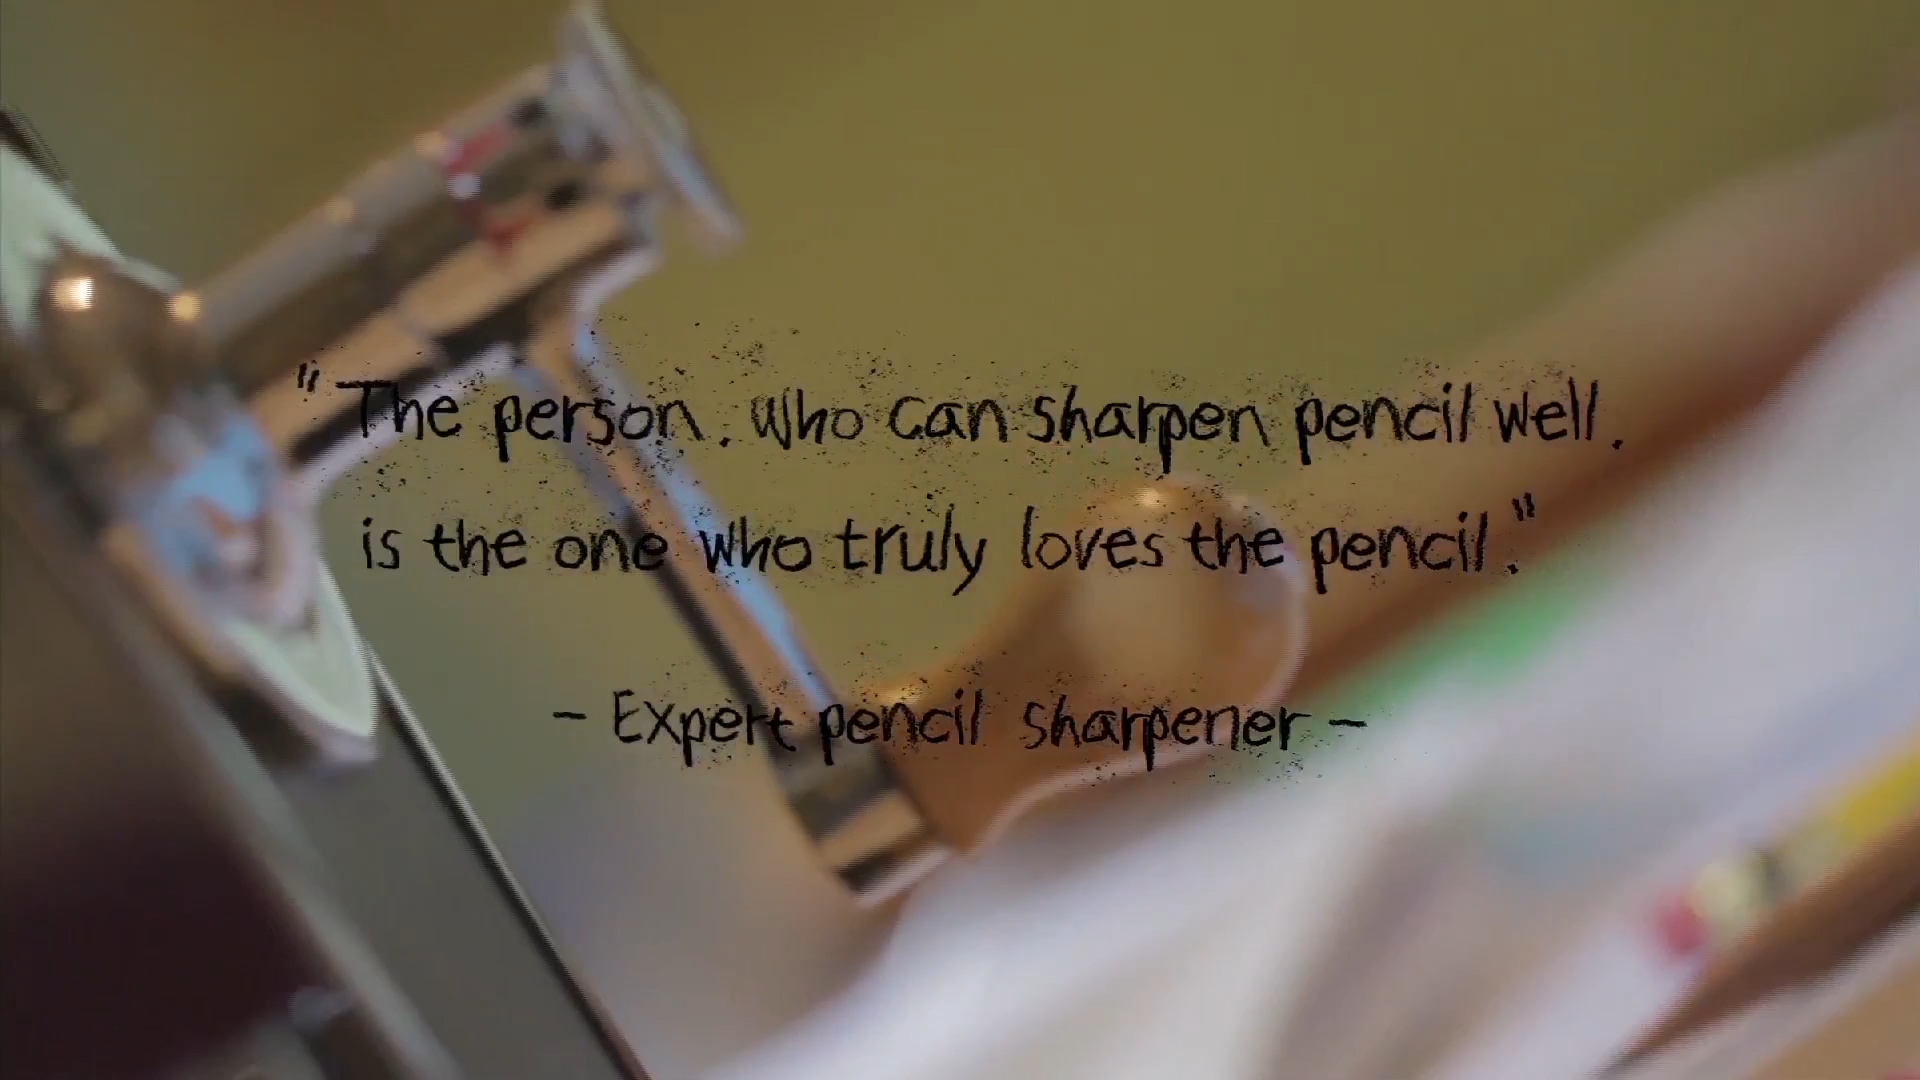 "The person. who can sharpen pencil well.
is the one who truly loves the pencil."
- Expert pencil sharpener -